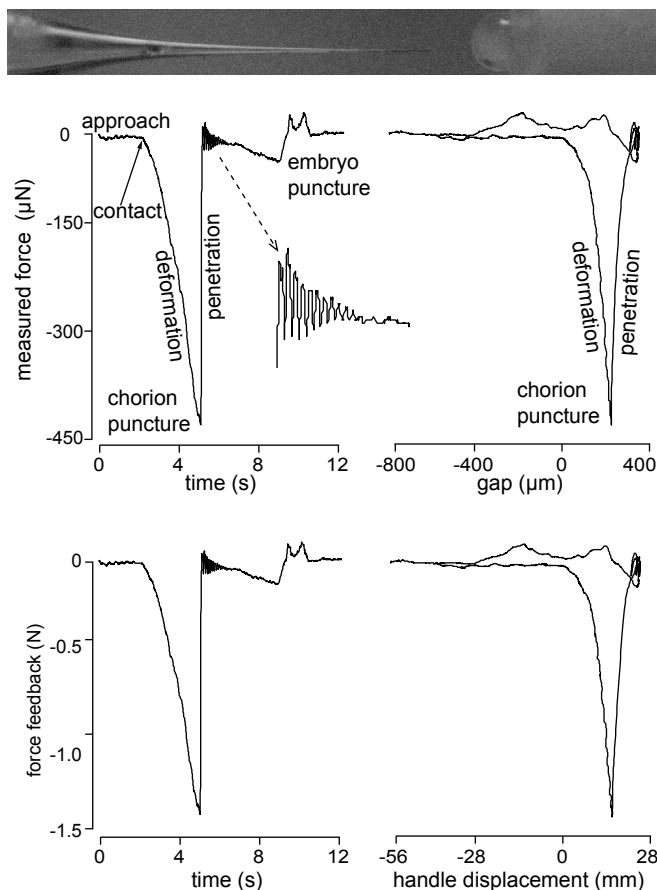 approach
0
contact
-150
measured force (µN)
deformation
penetration
embryo
puncture
-300
chorion
puncture
-450
0
4
8
12
time (s)
deformation
penetration
chorion
puncture
-800
-400
0
400
gap (µm)
0
-0.5
force feedback (N)
-1.0
-1.5
0
4
8
12
time (s)
-56
-28
0
28
handle displacement (mm)